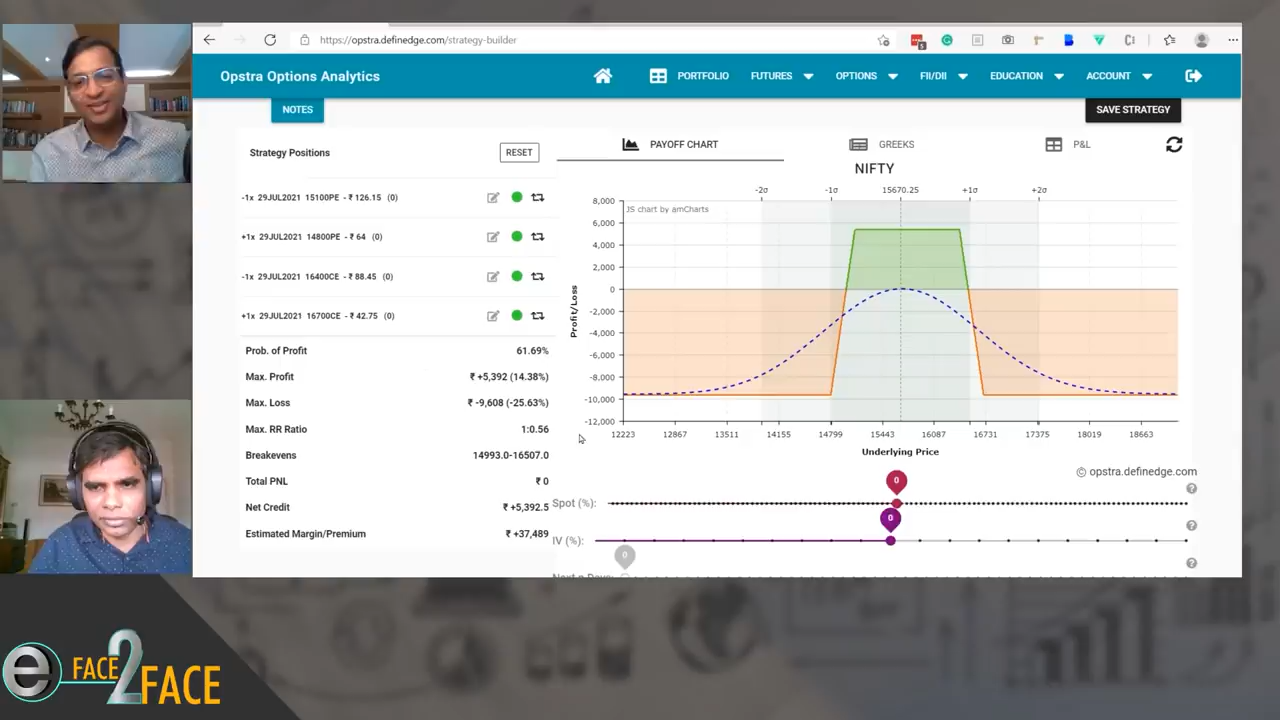 https://opstra.definedge.com/strategy-builder
5
Opstra Options Analytics
PORTFOLIO
FUTURES
OPTIONS
FII/DII
EDUCATION
ACCOUNT
NOTES
SAVE STRATEGY
Strategy Positions
RESET
-1x 29JUL2021 15100PE - ₹ 126.15 (0)
+1x 29JUL2021 14800PE - ₹ 64 (0)
-1x 29JUL2021 16400CE - ₹ 88.45 (0)
+1x 29JUL2021 16700CE - ₹ 42.75 (0)
Prob. of Profit 61.69%
Max. Profit ₹ +5,392 (14.38%)
Max. Loss ₹ -9,608 (-25.63%)
Max. RR Ratio 1:0.56
Breakevens 14993.0-16507.0
Total PNL ₹ 0
Net Credit ₹ +5,392.5
Estimated Margin/Premium ₹ +37,489
PAYOFF CHART
GREEKS
P&L
NIFTY
-2σ -1σ 15670.25 +1σ +2σ
JS chart by amCharts
8,000
6,000
4,000
2,000
0
-2,000
-4,000
-6,000
-8,000
-10,000
-12,000
Profit/Loss
12223 12867 13511 14155 14799 15443 16087 16731 17375 18019 18663
Underlying Price
© opstra.definedge.com
0
Spot (%): ?
0
IV (%): ?
0
Next n Days: ?
e FACE2FACE